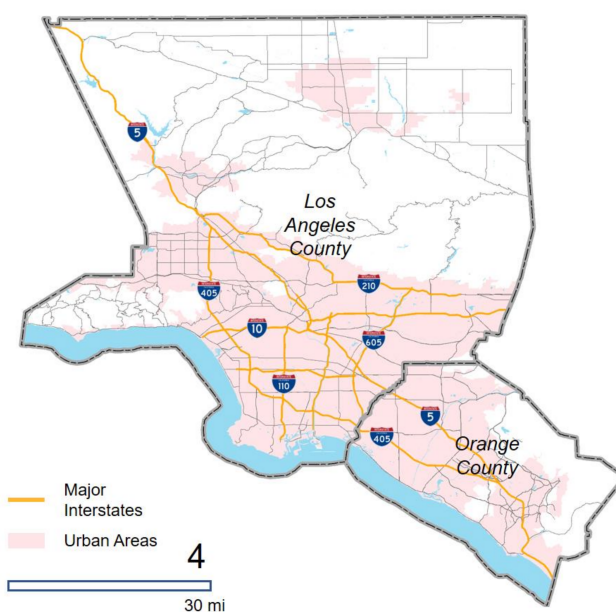 5
Los
Angeles
County
405
210
10
605
110
5
405
Orange
County
Major
Interstates
Urban Areas
4
30 mi